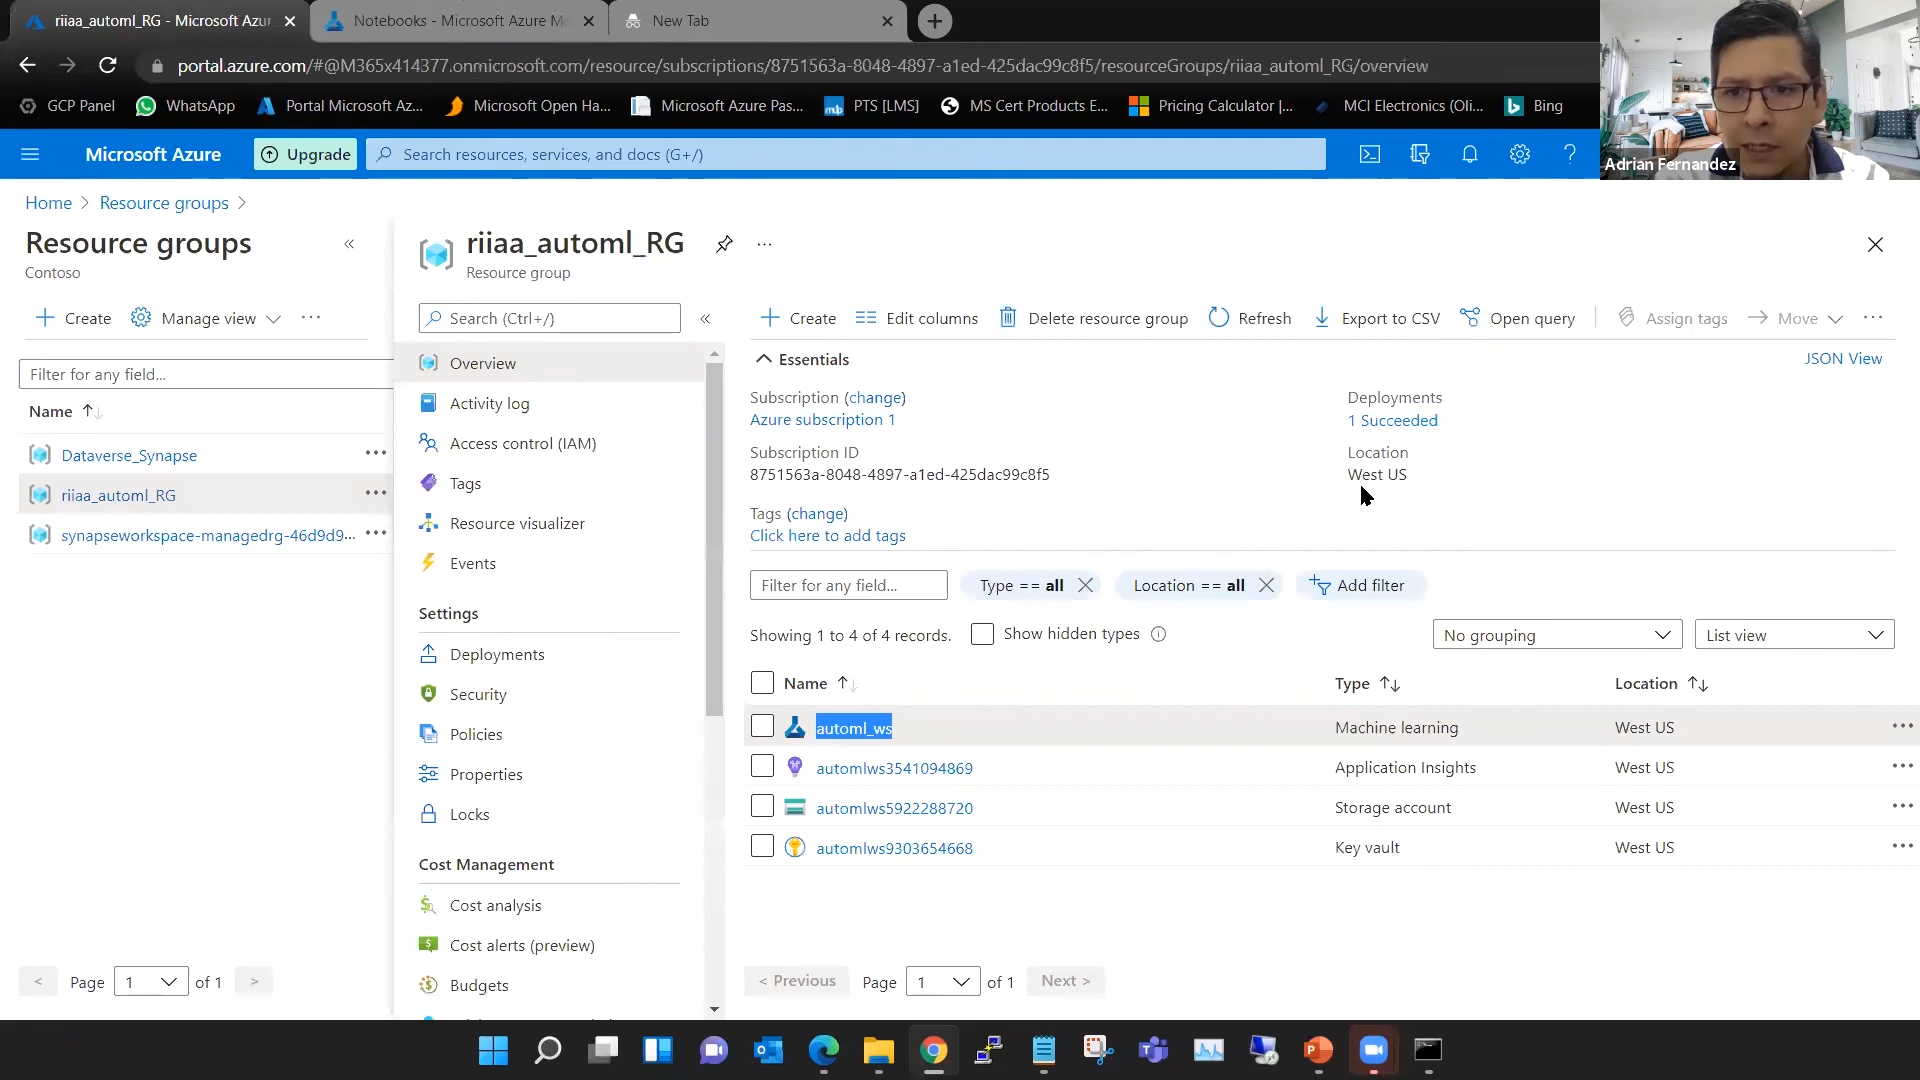 riiaa_automl_RG - Microsoft Azu
Notebooks - Microsoft Azure M
New Tab
portal.azure.com/#@M365x414377.onmicrosoft.com/resource/subscriptions/8751563a-8048-4897-a1ed-425dac99c8f5/resourceGroups/riiaa_automl_RG/overview
GCP Panel
WhatsApp
Portal Microsoft Az...
Microsoft Open Ha...
Microsoft Azure Pas...
PTS [LMS]
MS Cert Products E...
Pricing Calculator |...
MCI Electronics (Oli...
Bing
Adrian Fernandez
Microsoft Azure
Upgrade
Search resources, services, and docs (G+/)
Home > Resource groups >
Resource groups
Contoso
Create
Manage view
Filter for any field...
Name
Dataverse_Synapse
riiaa_automl_RG
synapseworkspace-managedrg-46d9d9...
< Page 1 of 1 >
riiaa_automl_RG
Resource group
Search (Ctrl+/)
Overview
Activity log
Access control (IAM)
Tags
Resource visualizer
Events
Settings
Deployments
Security
Policies
Properties
Locks
Cost Management
Cost analysis
Cost alerts (preview)
Budgets
Create
Edit columns
Delete resource group
Refresh
Export to CSV
Open query
Assign tags
Move
Essentials
JSON View
Subscription (change)
Azure subscription 1
Subscription ID
8751563a-8048-4897-a1ed-425dac99c8f5
Tags (change)
Click here to add tags
Deployments
1 Succeeded
Location
West US
Filter for any field...
Type == all
Location == all
Add filter
Showing 1 to 4 of 4 records.
Show hidden types
No grouping
List view
Name Type Location
automl_ws Machine learning West US
automlws3541094869 Application Insights West US
automlws5922288720 Storage account West US
automlws9303654668 Key vault West US
< Previous Page 1 of 1 Next >